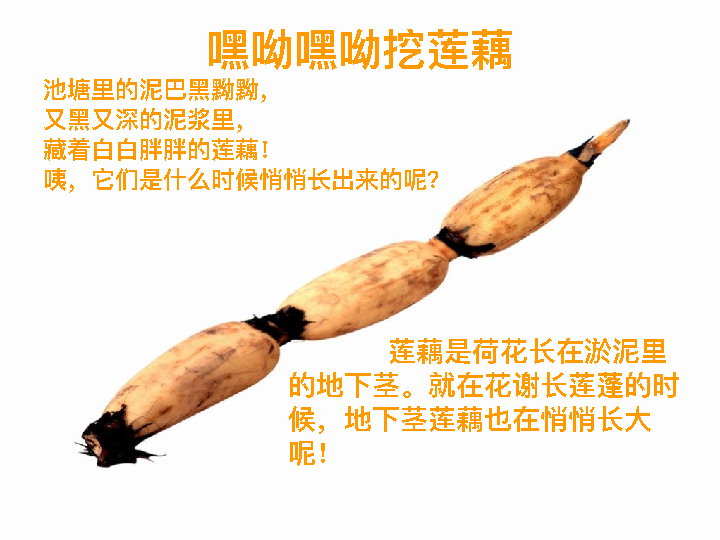 嘿呦嘿呦挖莲藕
池塘里的泥巴黑黝黝，
又黑又深的泥浆里，
藏着白白胖胖的莲藕！
咦，它们是什么时候悄悄长出来的呢？
莲藕是荷花长在淤泥里
的地下茎。就在花谢长莲蓬的时
候，地下茎莲藕也在悄悄长大
呢！